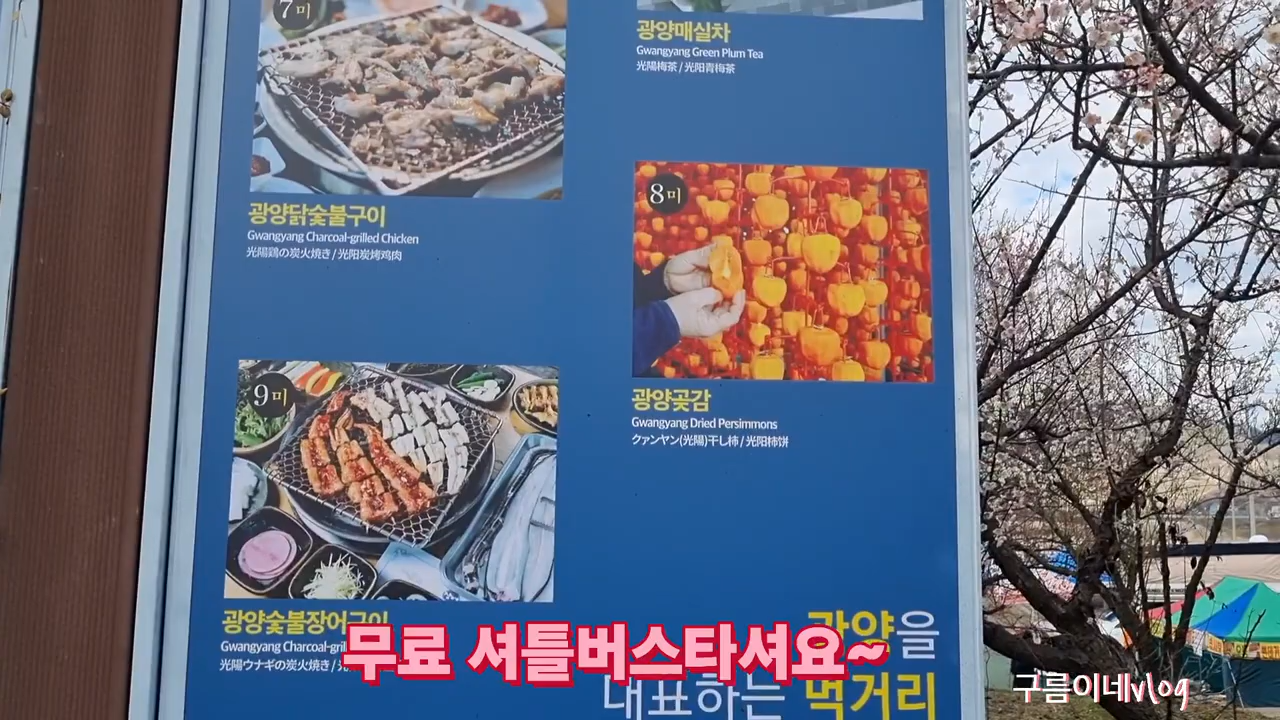 7미
광양닭숯불구이
Gwangyang Charcoal-grilled Chicken
光陽鶏の炭火焼き / 光阳炭烤鸡肉
9미
광양숯불장어구이
Gwangyang Charcoal-gril
光陽ウナギの炭火焼き /
광양매실차
Gwangyang Green Plum Tea
光陽梅茶 / 光阳青梅茶
8미
광양곶감
Gwangyang Dried Persimmons
クァンヤン(光陽)干し柿 / 光阳柿饼
광양을
대표하는 먹거리
무료 셔틀버스타셔요~
구름이네vlog